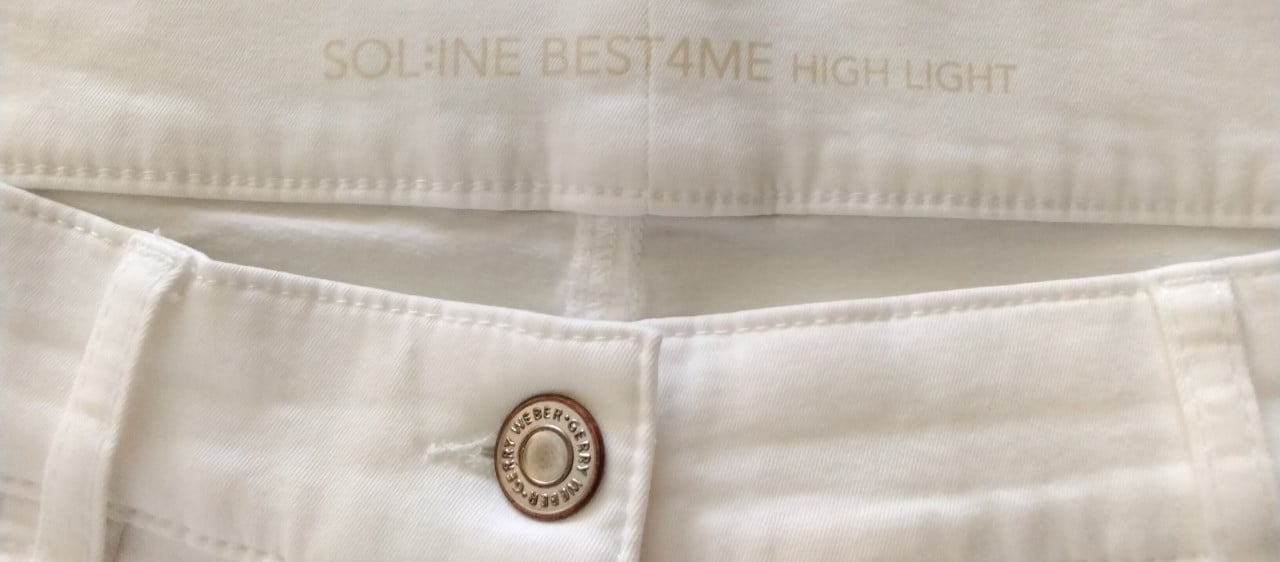 SOL:INE BEST4ME HIGH LIGHT
GERRY WEBER•GERRY WEBER•